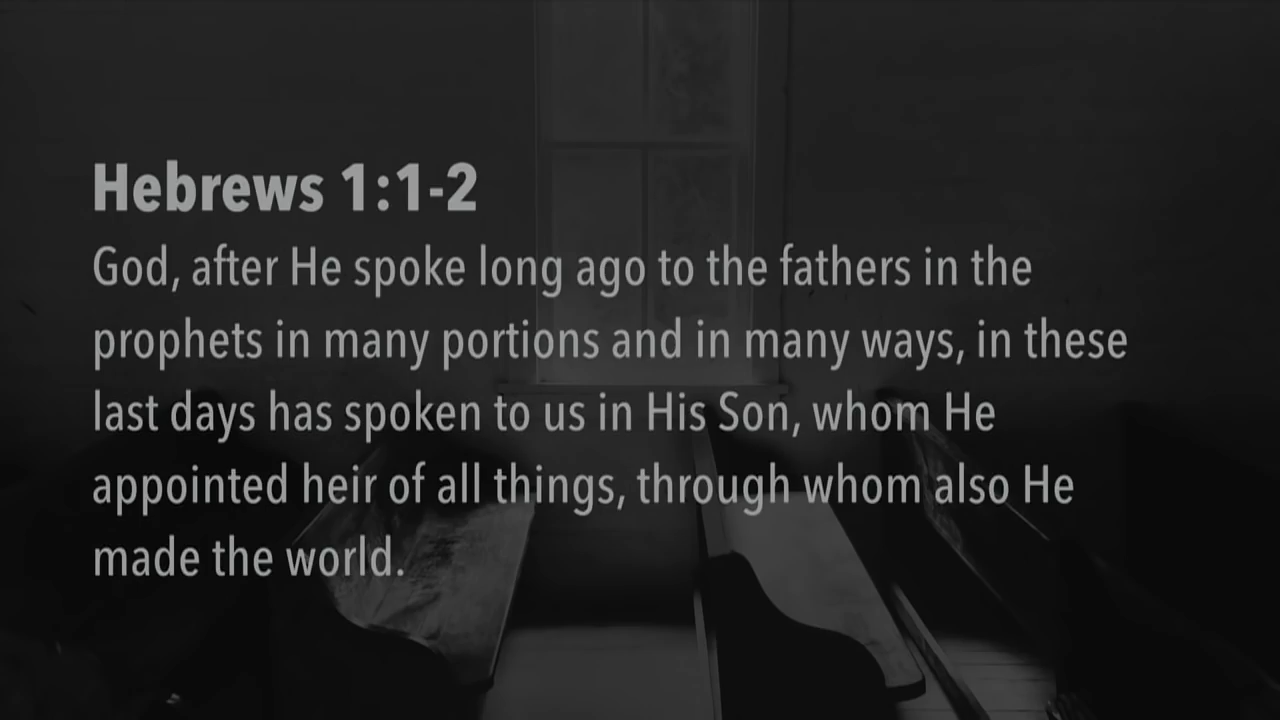 Hebrews 1:1-2
God, after He spoke long ago to the fathers in the
prophets in many portions and in many ways, in these
last days has spoken to us in His Son, whom He
appointed heir of all things, through whom also He
made the world.